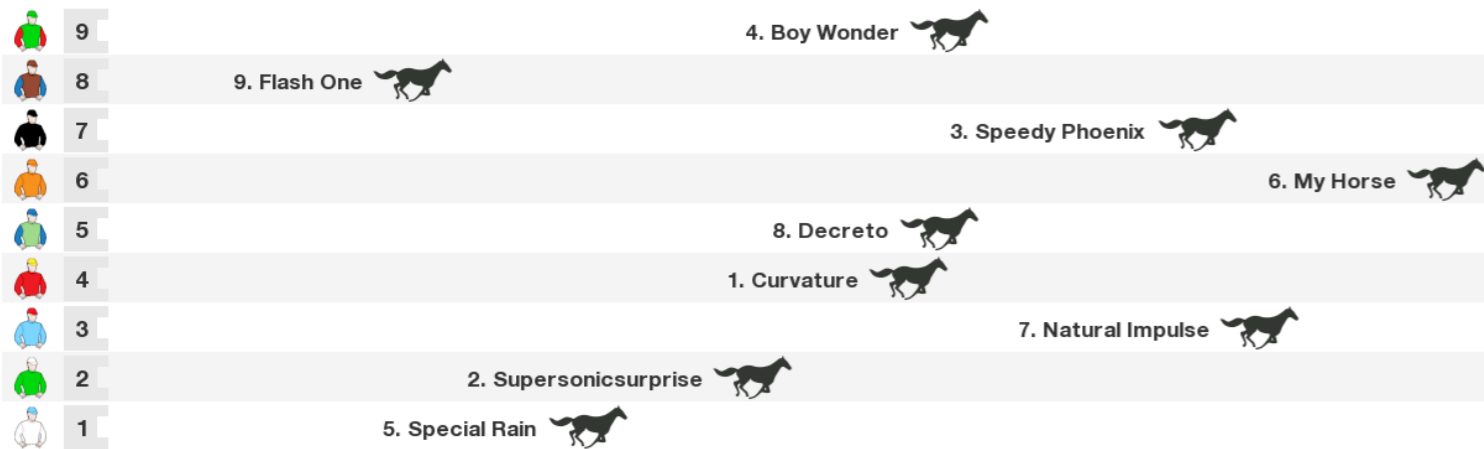 9 4. Boy Wonder
8 9. Flash One
7 3. Speedy Phoenix
6 6. My Horse
5 8. Decreto
4 1. Curvature
3 7. Natural Impulse
2 2. Supersonicsurprise
1 5. Special Rain